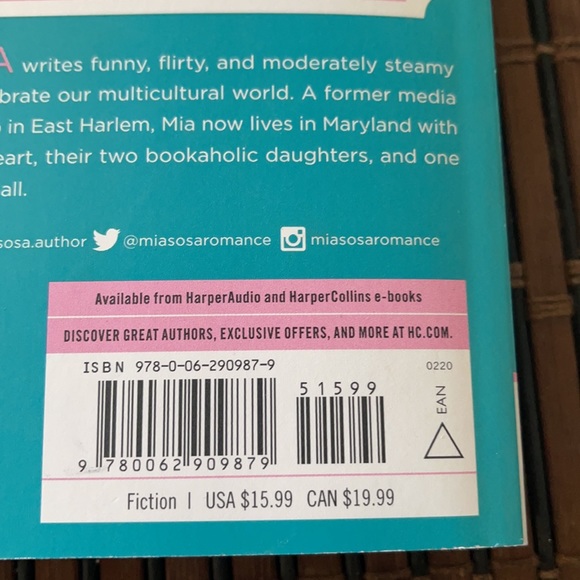 A writes funny, flirty, and moderately steamy
brate our multicultural world. A former media
in East Harlem, Mia now lives in Maryland with
eart, their two bookaholic daughters, and one
all.
sosa.author @miasosaromance miasosaromance
Available from HarperAudio and HarperCollins e-books
DISCOVER GREAT AUTHORS, EXCLUSIVE OFFERS, AND MORE AT HC.COM.
ISBN 978-0-06-290987-9
0220
51599
EAN
9 780062 909879
Fiction | USA $15.99 CAN $19.99